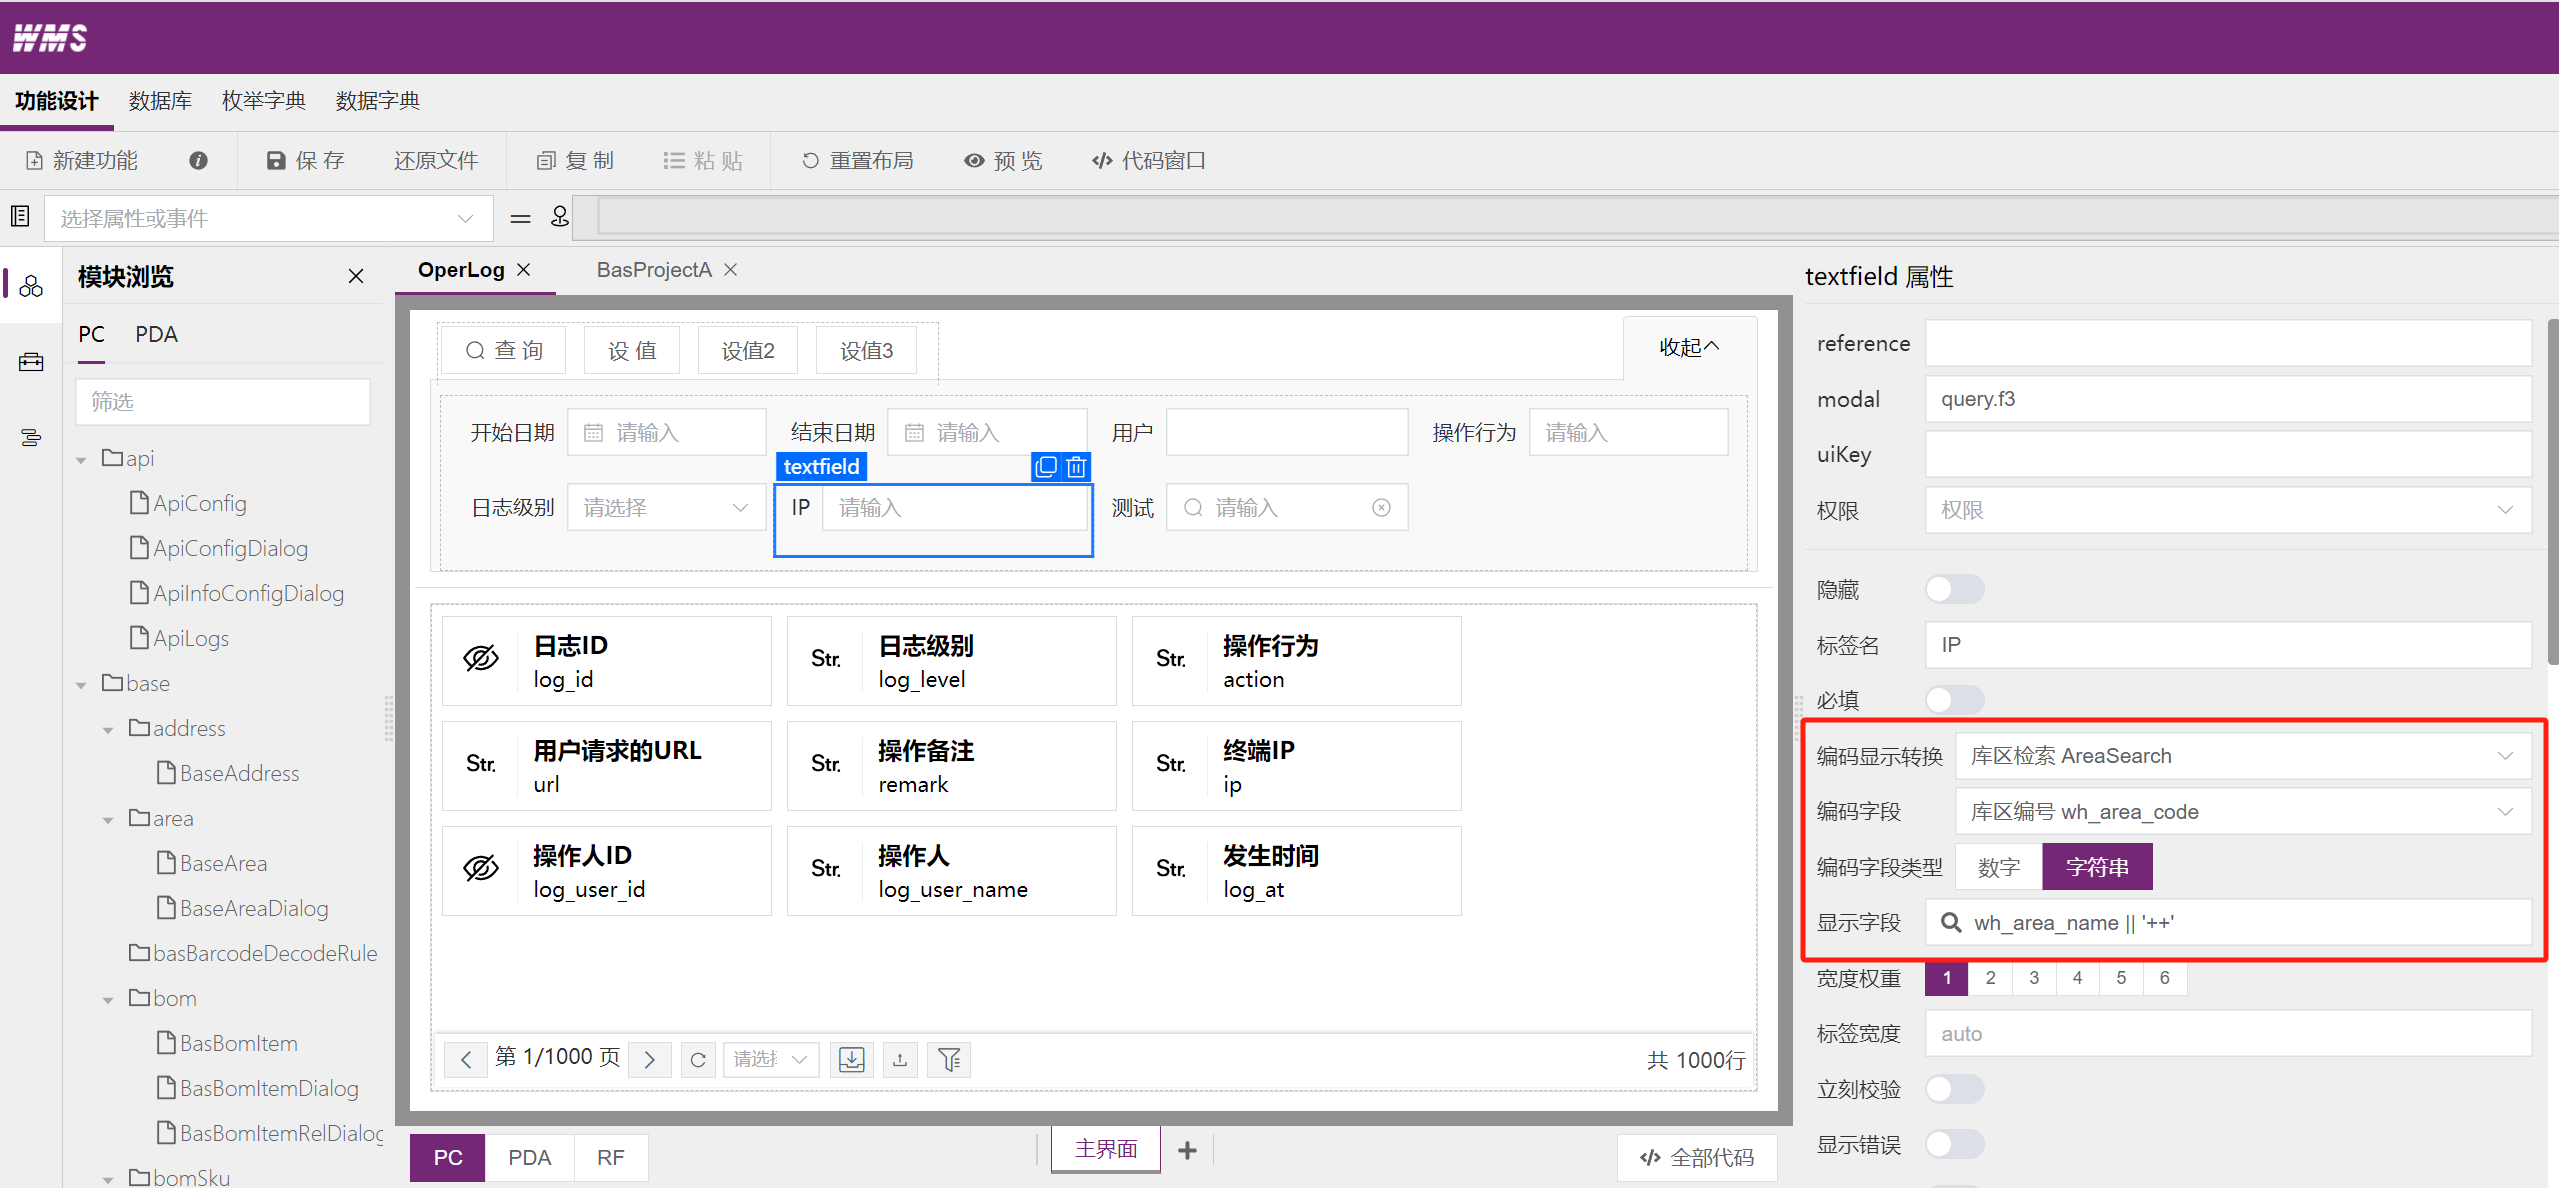 WMS
功能设计 数据库 枚举字典 数据字典
新建功能 保 存 还原文件 复 制 粘 贴 重置布局 预 览 代码窗口
选择属性或事件 =
模块浏览
PC PDA
筛选
api
ApiConfig
ApiConfigDialog
ApiInfoConfigDialog
ApiLogs
base
address
BaseAddress
area
BaseArea
BaseAreaDialog
basBarcodeDecodeRule
bom
BasBomItem
BasBomItemDialog
BasBomItemRelDialog
bomSku
OperLog BasProjectA
查 询 设 值 设值2 设值3 收起
开始日期 请输入 结束日期 请输入 用户 操作行为 请输入
textfield
日志级别 请选择 IP 请输入 测试 请输入
日志ID
log_id
Str. 日志级别
log_level
Str. 操作行为
action
Str. 用户请求的URL
url
Str. 操作备注
remark
Str. 终端IP
ip
操作人ID
log_user_id
Str. 操作人
log_user_name
Str. 发生时间
log_at
第 1/1000 页 请选择 共 1000行
PC PDA RF 主界面 + 全部代码
textfield 属性
reference
modal query.f3
uiKey
权限 权限
隐藏
标签名 IP
必填
编码显示转换 库区检索 AreaSearch
编码字段 库区编号 wh_area_code
编码字段类型 数字 字符串
显示字段 wh_area_name || '++'
宽度权重 1 2 3 4 5 6
标签宽度 auto
立刻校验
显示错误